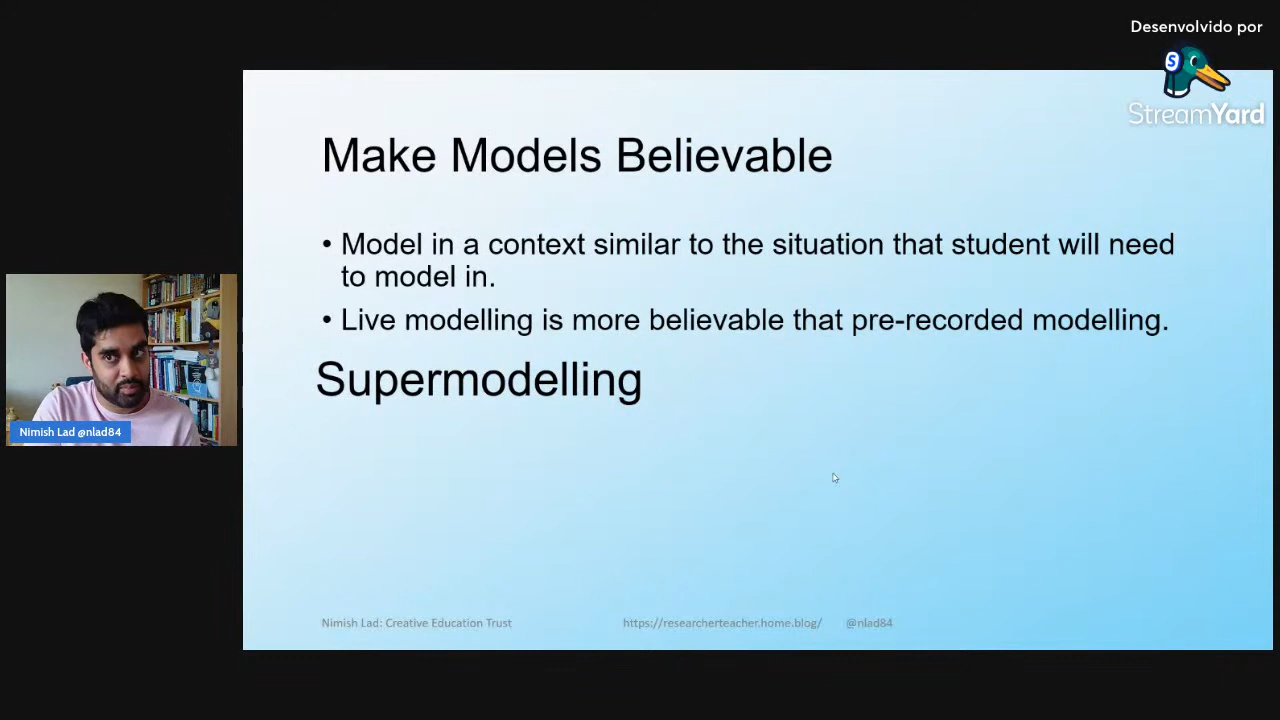 Desenvolvido por
StreamYard
Make Models Believable
• Model in a context similar to the situation that student will need
to model in.
• Live modelling is more believable that pre-recorded modelling.
Supermodelling
Nimish Lad @nlad84
Nimish Lad: Creative Education Trust https://researcherteacher.home.blog/ @nlad84